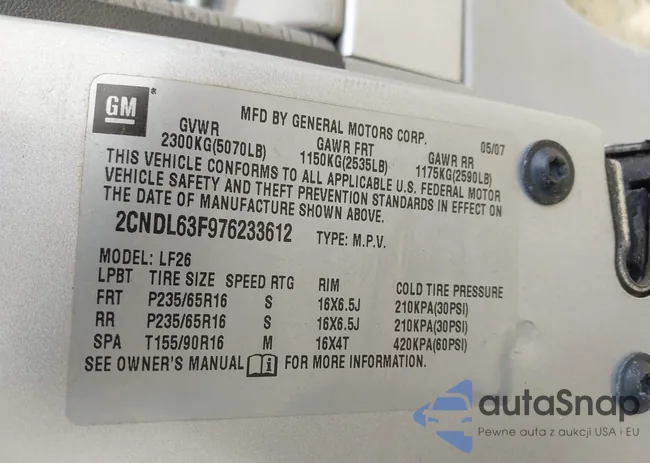 GM ®
MFD BY GENERAL MOTORS CORP. 05/07
GVWR GAWR FRT GAWR RR
2300KG(5070LB) 1150KG(2535LB) 1175KG(2590LB)
THIS VEHICLE CONFORMS TO ALL APPLICABLE U.S. FEDERAL MOTOR
VEHICLE SAFETY AND THEFT PREVENTION STANDARDS IN EFFECT ON
THE DATE OF MANUFACTURE SHOWN ABOVE.
2CNDL63F976233612 TYPE: M.P.V.
MODEL: LF26
LPBT TIRE SIZE SPEED RTG RIM COLD TIRE PRESSURE
FRT P235/65R16 S 16X6.5J 210KPA(30PSI)
RR P235/65R16 S 16X6.5J 210KPA(30PSI)
SPA T155/90R16 M 16X4T 420KPA(60PSI)
SEE OWNER'S MANUAL i FOR MORE INFORMATION.
autaSnap
Pewne auta z aukcji USA i EU